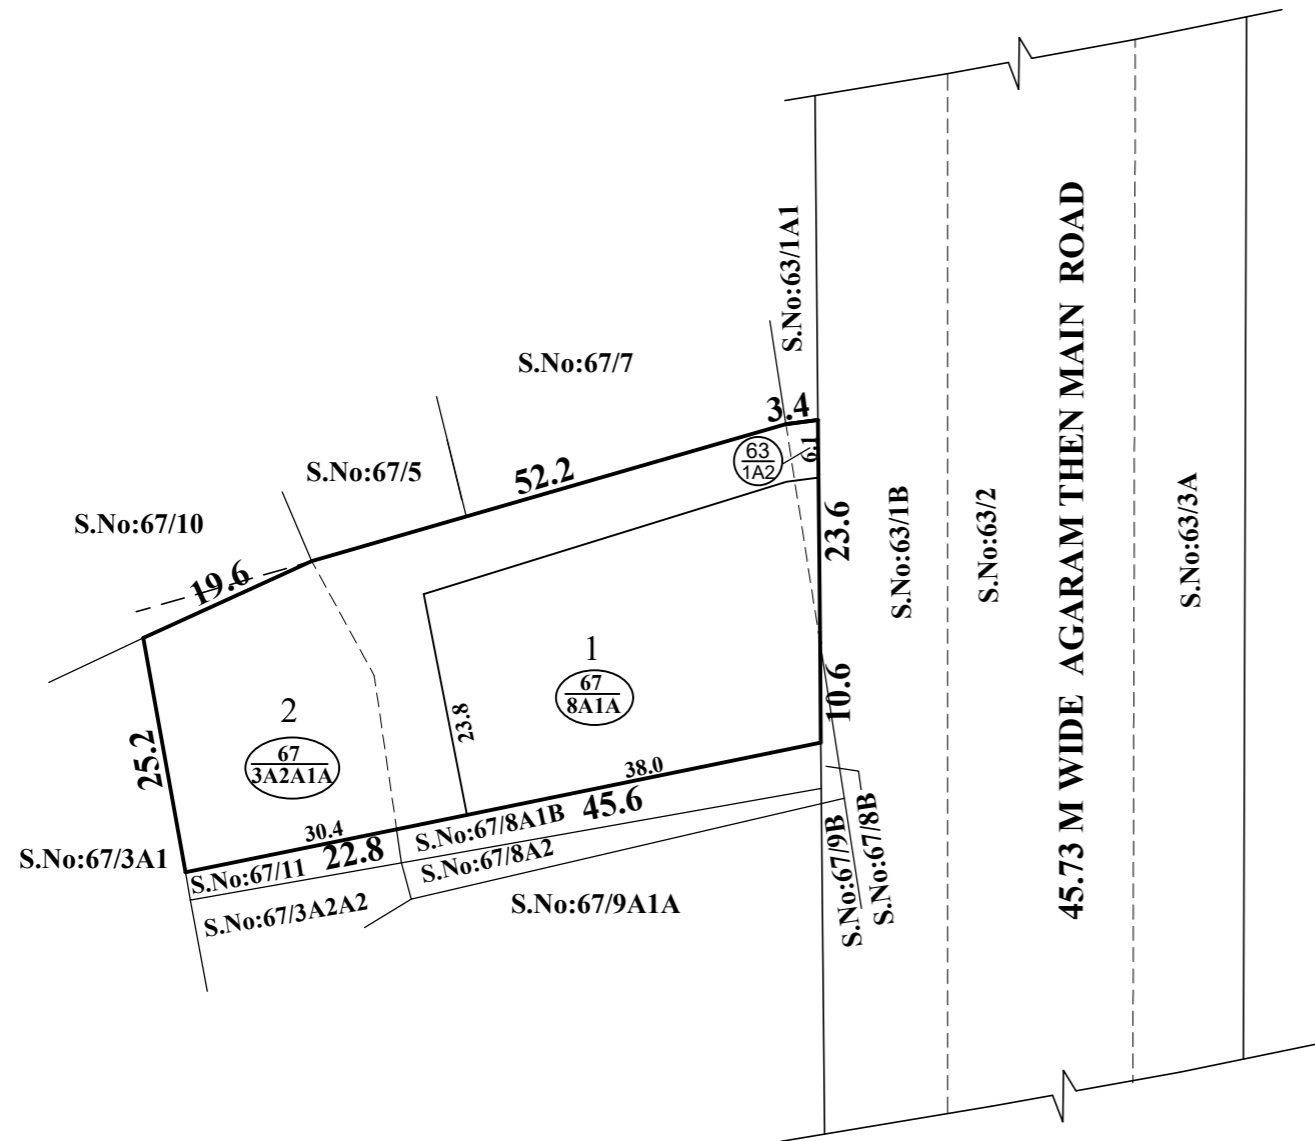 S.No:63/1A1
S.No:67/7
3.4
63
1A2
6.1
S.No:67/5
52.2
S.No:67/10
19.6
23.6
S.No:63/1B
S.No:63/2
45.73 M WIDE AGARAM THEN MAIN ROAD
S.No:63/3A
1
67
8A1A
10.6
2
67
3A2A1A
23.8
25.2
38.0
45.6
30.4
22.8
S.No:67/8A1B
S.No:67/3A1
S.No:67/11
S.No:67/8A2
S.No:67/3A2A2
S.No:67/9A1A
S.No:67/9B
S.No:67/8B